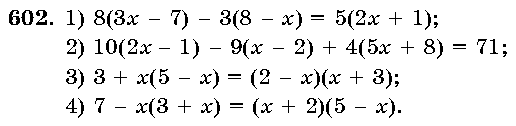 602. 1) 8(3x – 7) – 3(8 – x) = 5(2x + 1);
2) 10(2x – 1) – 9(x – 2) + 4(5x + 8) = 71;
3) 3 + x(5 – x) = (2 – x)(x + 3);
4) 7 – x(3 + x) = (x + 2)(5 – x).